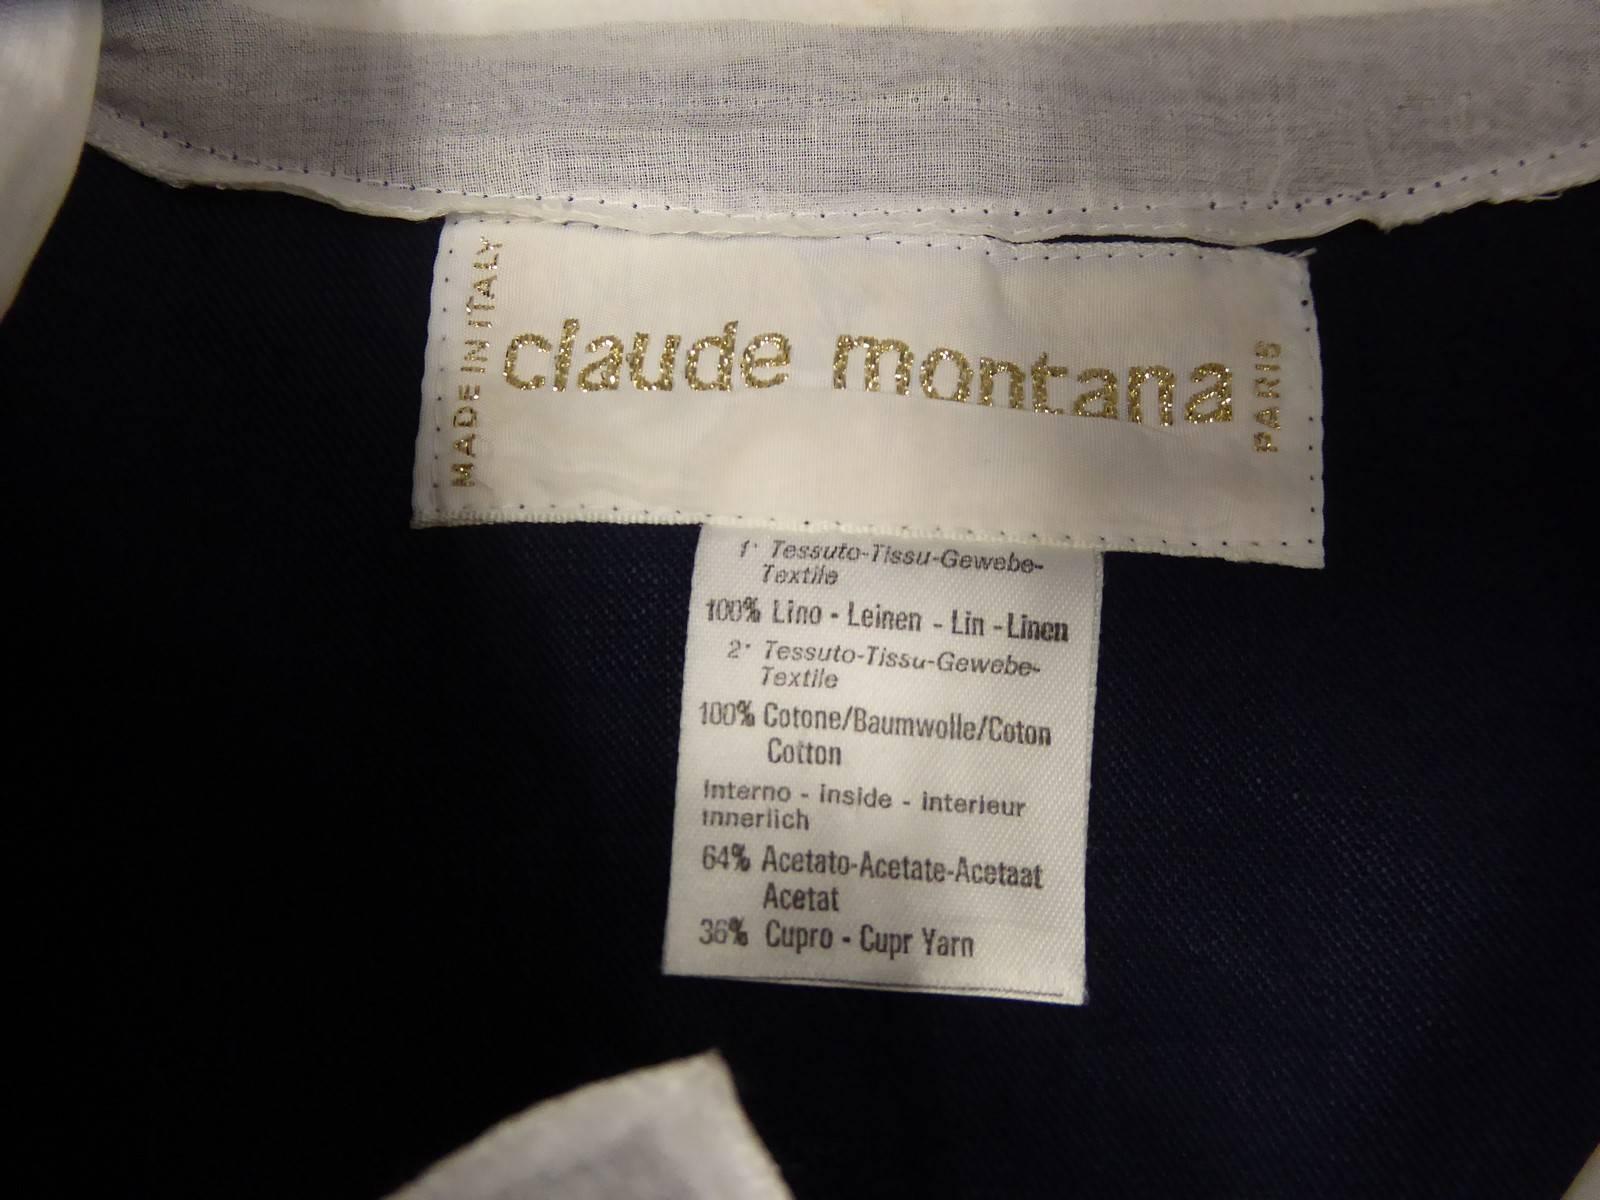 MADE IN ITALY
claude montana
PARIS
1° Tessuto-Tissu-Gewebe-
Textile
100% Lino - Leinen - Lin - Linen
2° Tessuto-Tissu-Gewebe-
Textile
100% Cotone/Baumwolle/Coton
Cotton
Interno - inside - interieur
innerlich
64% Acetato-Acetate-Acetaat
Acetat
36% Cupro - Cupr Yarn